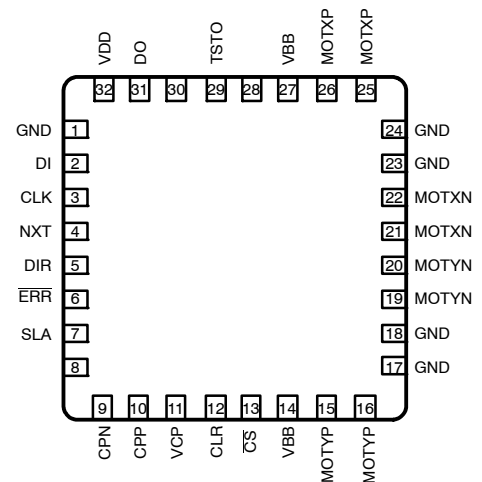 VDD DO TSTO VBB MOTXP MOTXP
32 31 30 29 28 27 26 25
GND 1 24 GND
DI 2 23 GND
CLK 3 22 MOTXN
NXT 4 21 MOTXN
DIR 5 20 MOTYN
ERR 6 19 MOTYN
SLA 7 18 GND
8 17 GND
9 10 11 12 13 14 15 16
CPN CPP VCP CLR CS VBB MOTYP MOTYP